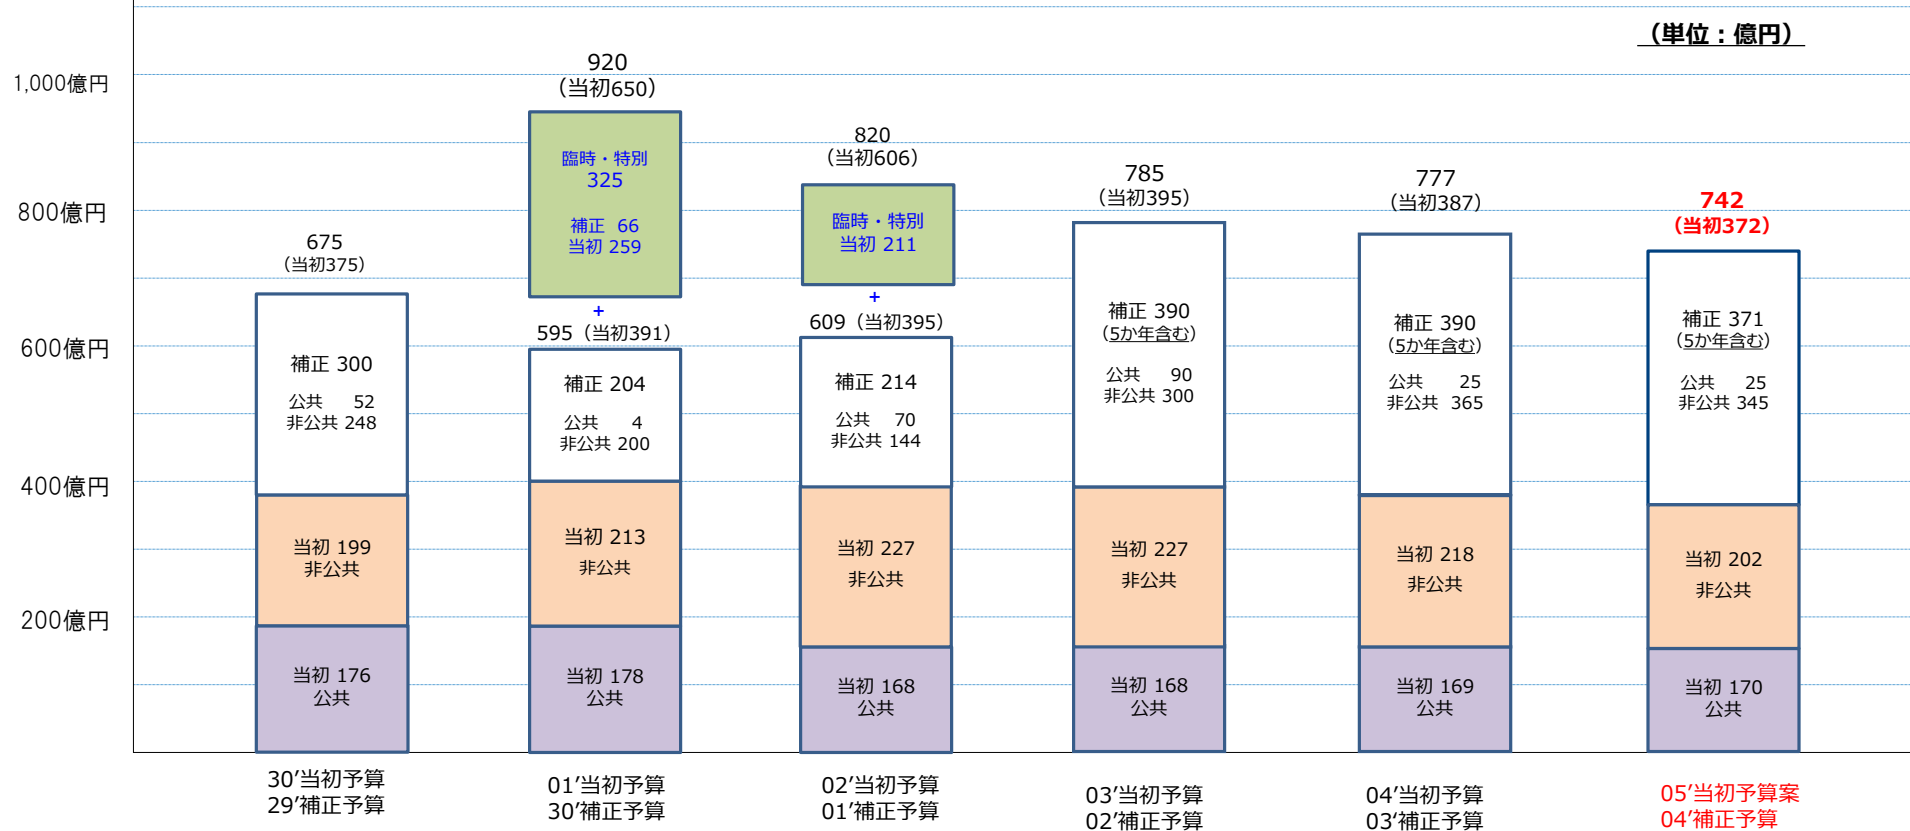 （単位：億円）
1,000億円
800億円
600億円
400億円
200億円
675
（当初375）
補正 300
公共 52
非公共 248
当初 199
非公共
当初 176
公共
30’当初予算
29’補正予算
920
（当初650）
臨時・特別
325
補正 66
当初 259
+
595（当初391）
補正 204
公共 4
非公共 200
当初 213
非公共
当初 178
公共
01’当初予算
30’補正予算
820
（当初606）
臨時・特別
当初 211
+
609（当初395）
補正 214
公共 70
非公共 144
当初 227
非公共
当初 168
公共
02’当初予算
01’補正予算
785
（当初395）
補正 390
（5か年含む）
公共 90
非公共 300
当初 227
非公共
当初 168
公共
03’当初予算
02’補正予算
777
（当初387）
補正 390
（5か年含む）
公共 25
非公共 365
当初 218
非公共
当初 169
公共
04’当初予算
03‘補正予算
742
（当初372）
補正 371
（5か年含む）
公共 25
非公共 345
当初 202
非公共
当初 170
公共
05’当初予算案
04’補正予算